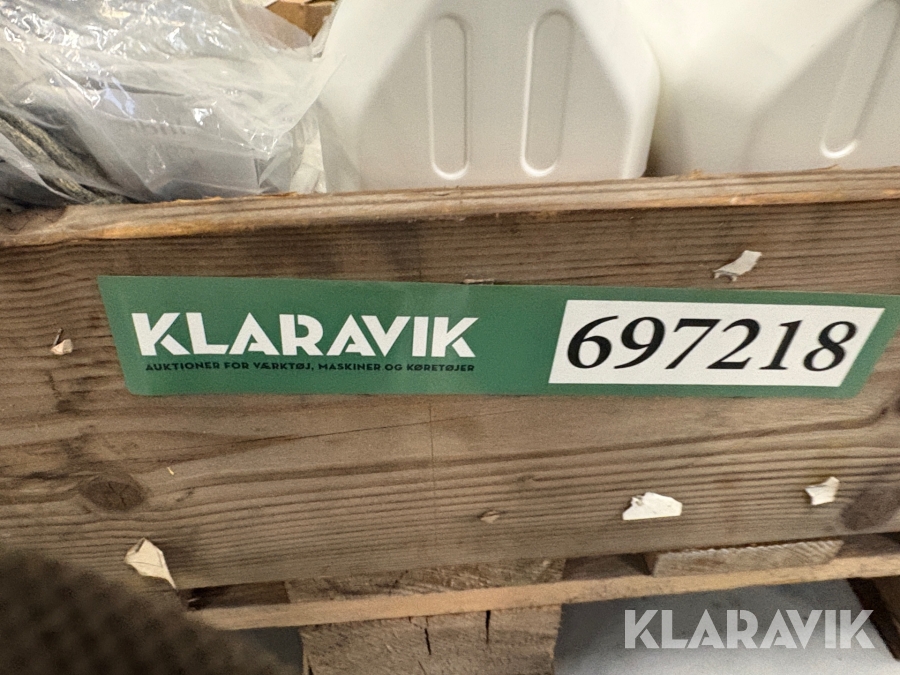 KLARAVIK
AUKTIONER FOR VÆRKTØJ, MASKINER OG KØRETØJER
697218
KLARAVIK